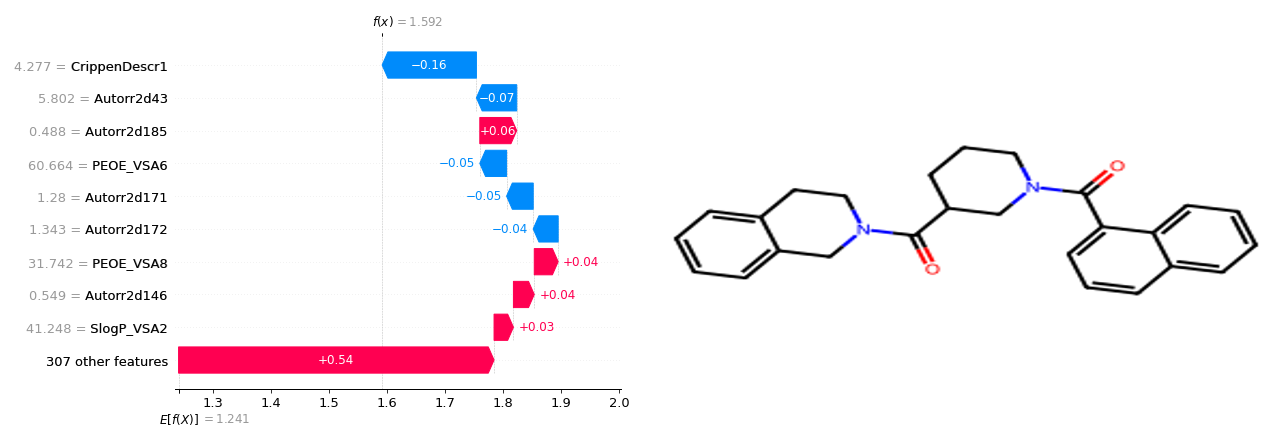 f(x) = 1.592
4.277 = CrippenDescr1
−0.16
5.802 = Autorr2d43
−0.07
0.488 = Autorr2d185
+0.06
60.664 = PEOE_VSA6
−0.05
1.28 = Autorr2d171
−0.05
1.343 = Autorr2d172
−0.04
31.742 = PEOE_VSA8
+0.04
0.549 = Autorr2d146
+0.04
41.248 = SlogP_VSA2
+0.03
307 other features
+0.54
1.3 1.4 1.5 1.6 1.7 1.8 1.9 2.0
E[f(X)] = 1.241
N
O
N
O